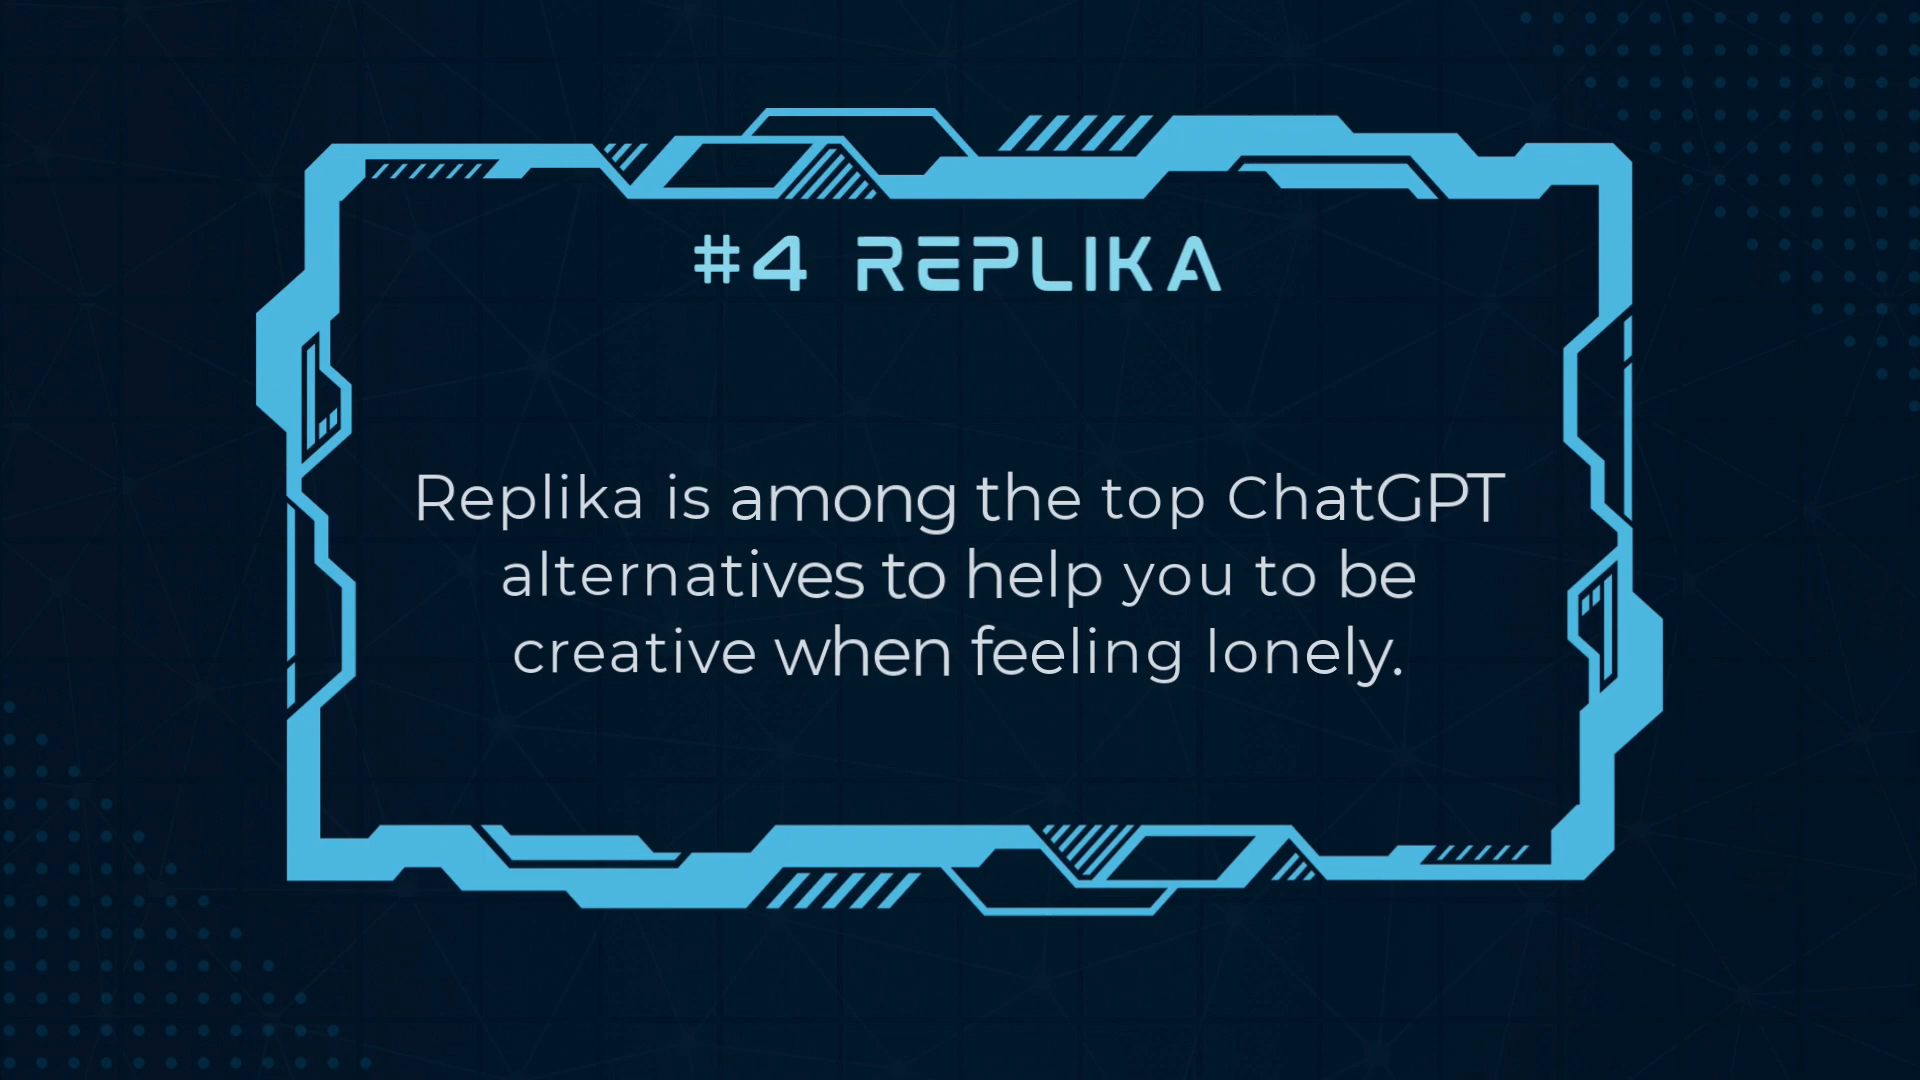 #4 REPLIKA
Replika is among the top ChatGPT
alternatives to help you to be
creative when feeling lonely.